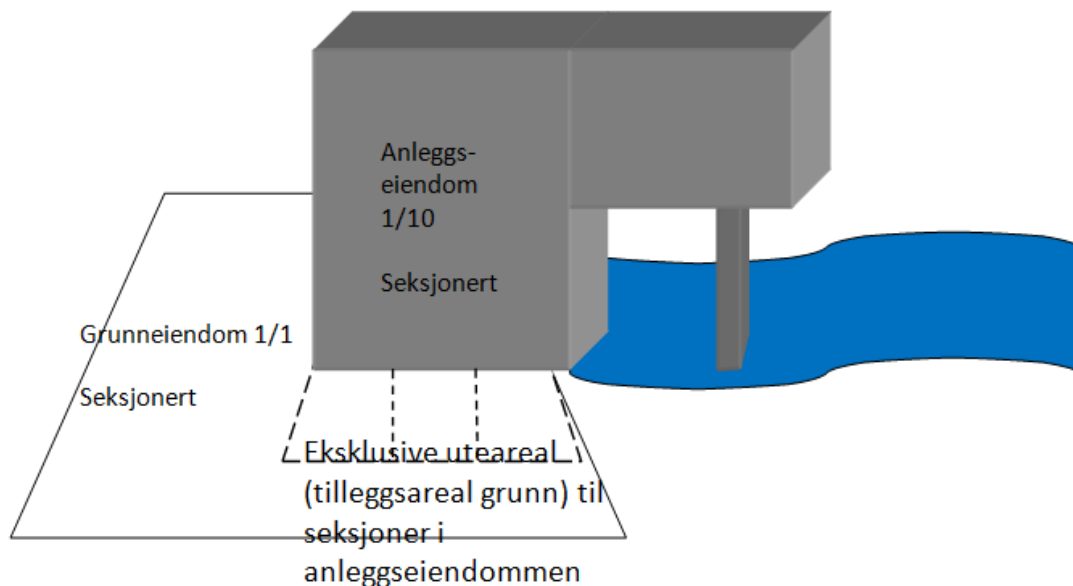 Anleggs-
eiendom
1/10
Seksjonert
Grunneiendom 1/1
Seksjonert
Eksklusive uteareal
(tilleggsareal grunn) til
seksjoner i
anleggseiendommen